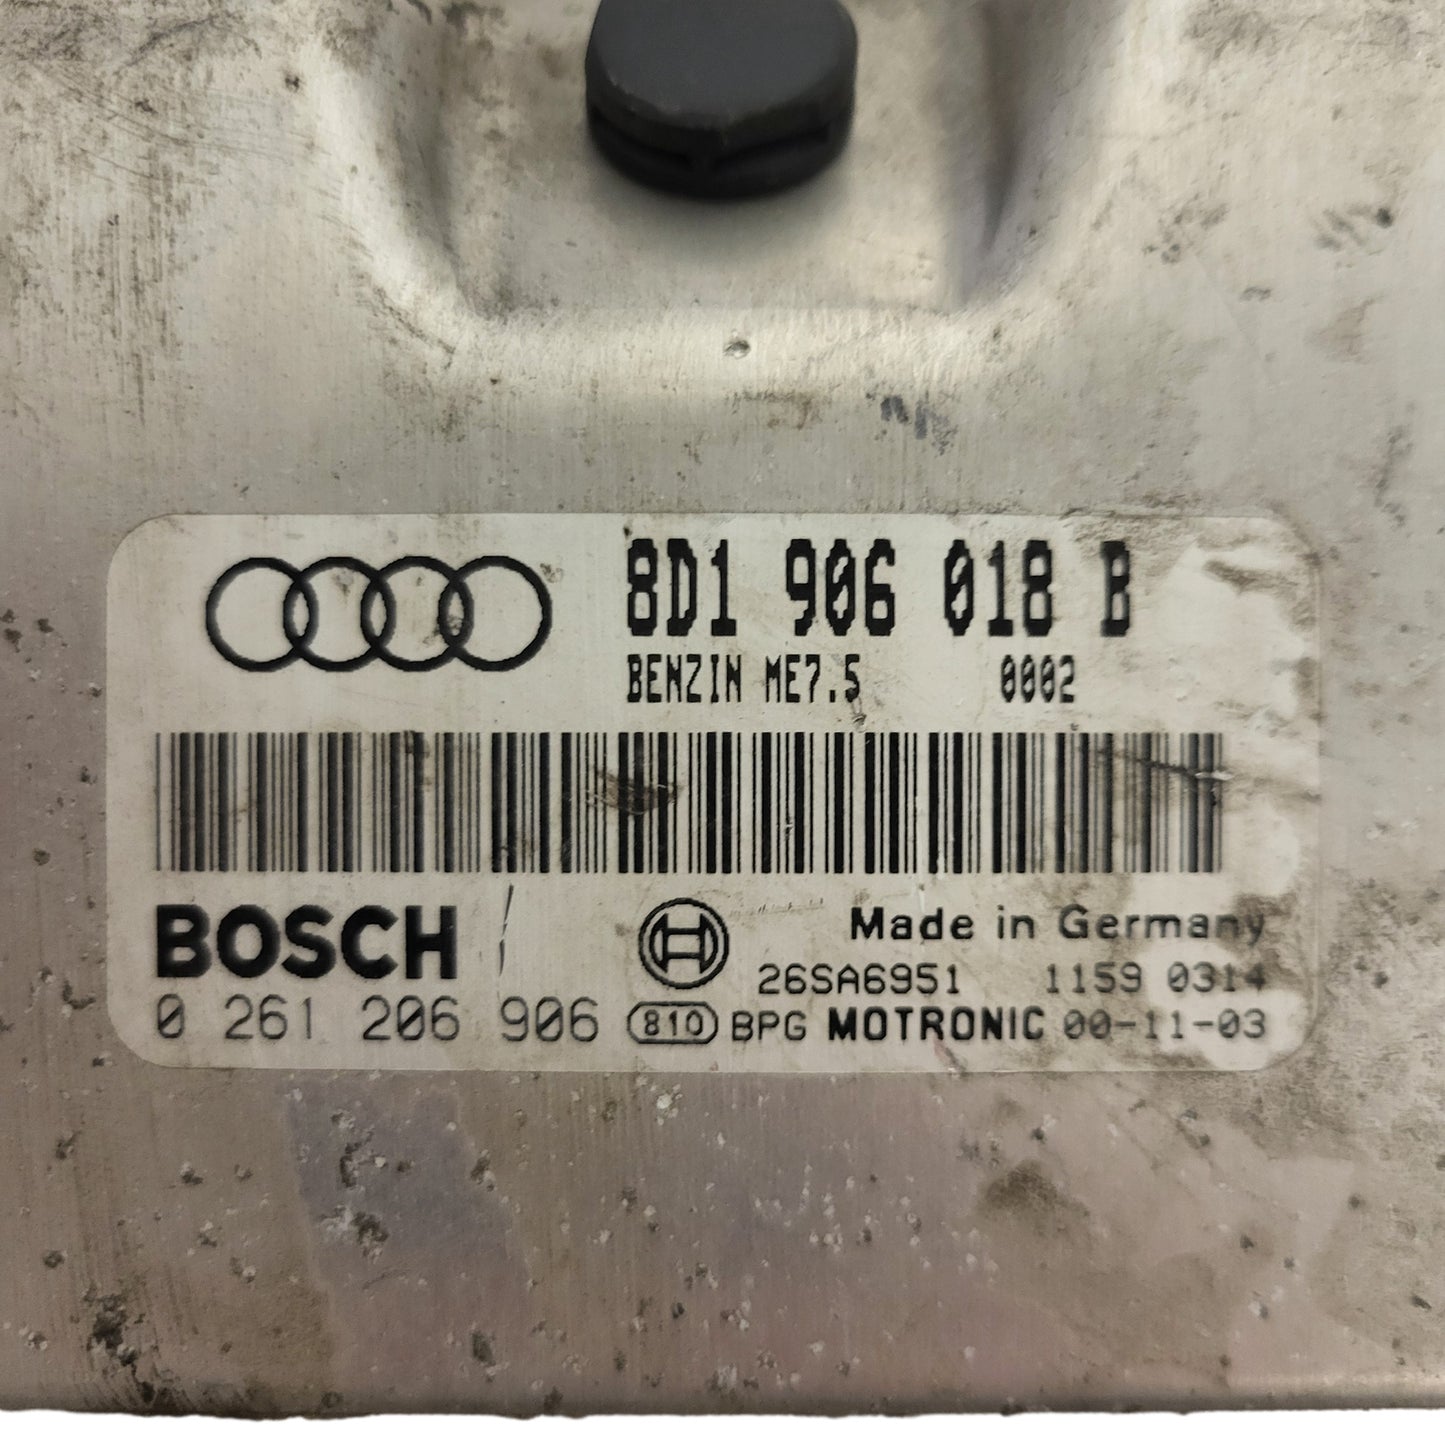 8D1 906 018 B
BENZIN ME7.5 0002
BOSCH
Made in Germany
26SA6951 1159 0314
0 261 206 906 810 BPG MOTRONIC 00-11-03